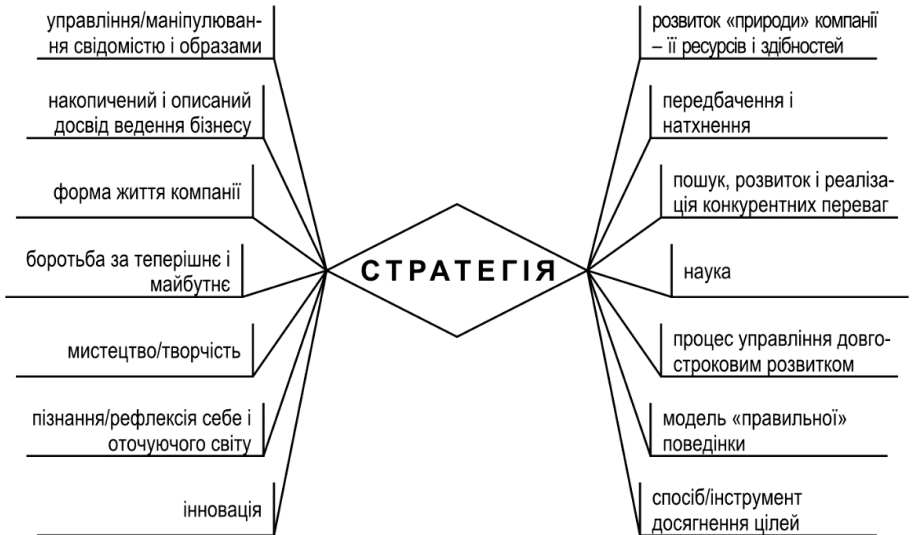 управління/маніпулюван-
ня свідомістю і образами
накопичений і описаний
досвід ведення бізнесу
форма життя компанії
боротьба за теперішнє і
майбутнє
мистецтво/творчість
пізнання/рефлексія себе і
оточуючого світу
інновація
СТРАТЕГІЯ
розвиток «природи» компанії
– її ресурсів і здібностей
передбачення і
натхнення
пошук, розвиток і реаліза-
ція конкурентних переваг
наука
процес управління довго-
строковим розвитком
модель «правильної»
поведінки
спосіб/інструмент
досягнення цілей